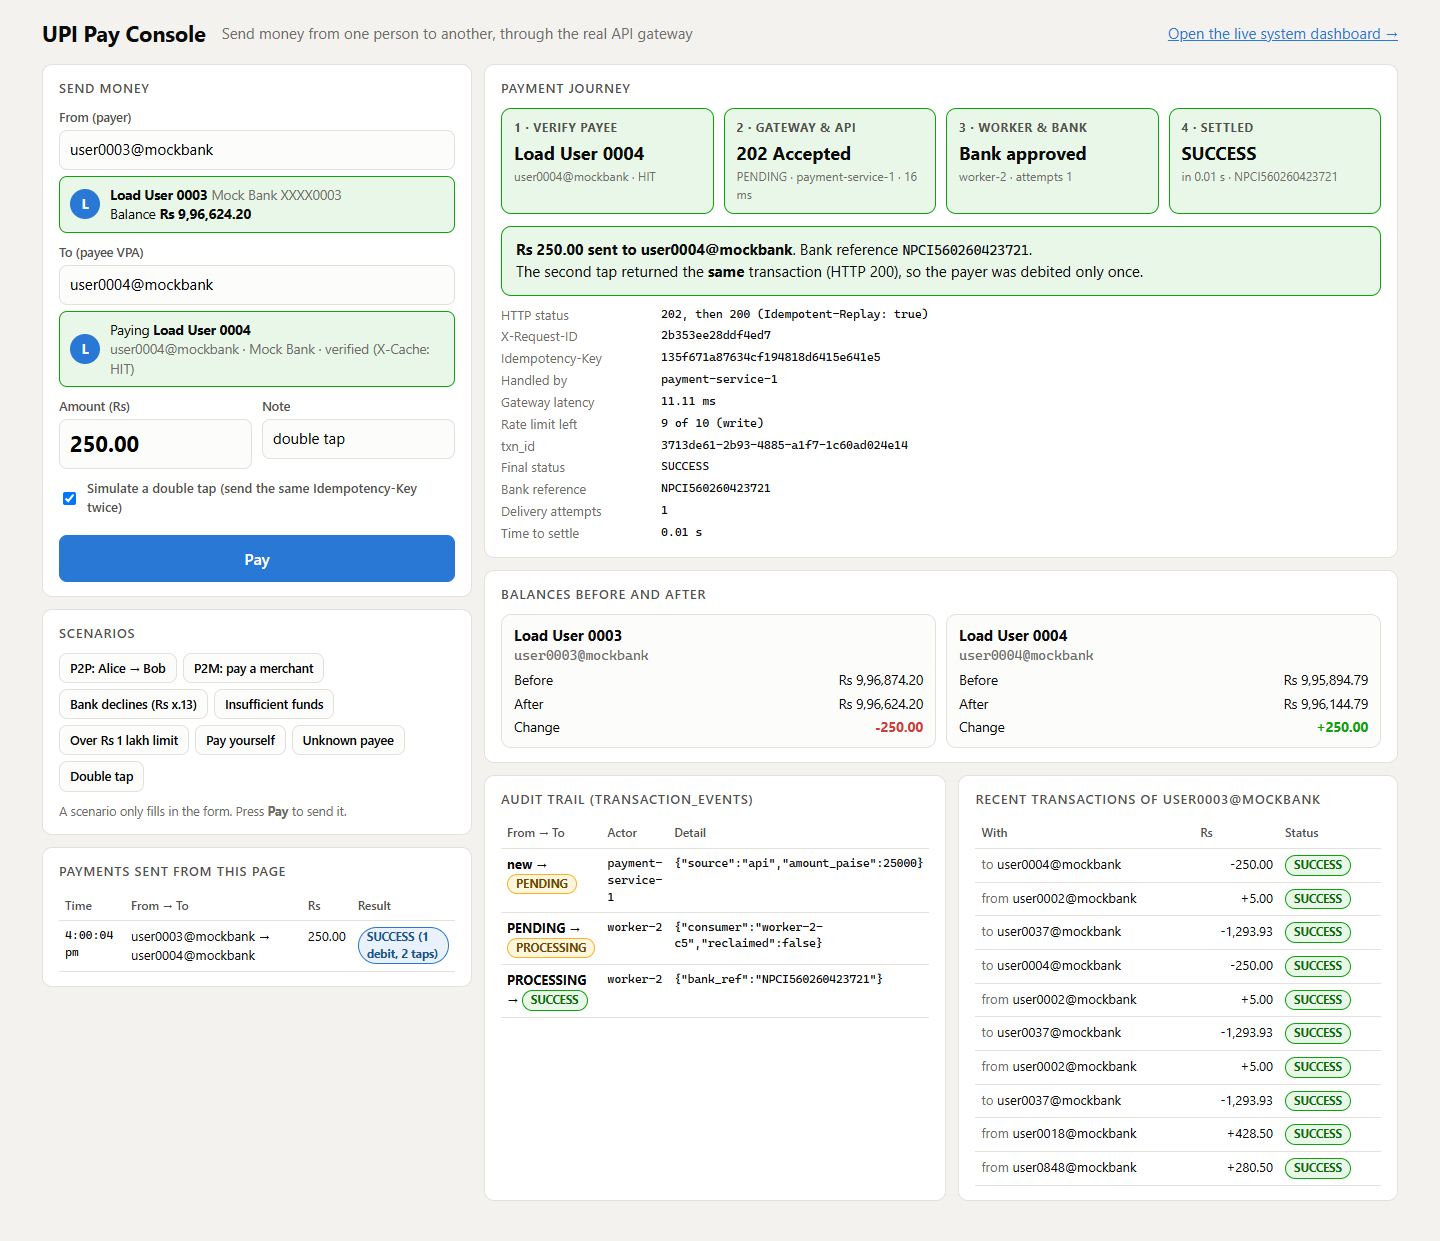 UPI Pay Console
Send money from one person to another, through the real API gateway
Open the live system dashboard →
SEND MONEY
From (payer)
user0003@mockbank
L
Load User 0003 Mock Bank XXXX0003
Balance Rs 9,96,624.20
To (payee VPA)
user0004@mockbank
L
Paying Load User 0004
user0004@mockbank · Mock Bank · verified (X-Cache:
HIT)
Amount (Rs)
Note
250.00
double tap
Simulate a double tap (send the same Idempotency-Key
twice)
Pay
SCENARIOS
P2P: Alice → Bob
P2M: pay a merchant
Bank declines (Rs x.13)
Insufficient funds
Over Rs 1 lakh limit
Pay yourself
Unknown payee
Double tap
A scenario only fills in the form. Press Pay to send it.
PAYMENTS SENT FROM THIS PAGE
Time From → To Rs Result
4:00:04 user0003@mockbank → 250.00 SUCCESS (1
pm user0004@mockbank debit, 2 taps)
PAYMENT JOURNEY
1 · VERIFY PAYEE
Load User 0004
user0004@mockbank · HIT
2 · GATEWAY & API
202 Accepted
PENDING · payment-service-1 · 16
ms
3 · WORKER & BANK
Bank approved
worker-2 · attempts 1
4 · SETTLED
SUCCESS
in 0.01 s · NPCI560260423721
Rs 250.00 sent to user0004@mockbank. Bank reference NPCI560260423721.
The second tap returned the same transaction (HTTP 200), so the payer was debited only once.
HTTP status 202, then 200 (Idempotent-Replay: true)
X-Request-ID 2b353ee28ddf4ed7
Idempotency-Key 135f671a87634cf194818d6415e641e5
Handled by payment-service-1
Gateway latency 11.11 ms
Rate limit left 9 of 10 (write)
txn_id 3713de61-2b93-4885-a1f7-1c60ad024e14
Final status SUCCESS
Bank reference NPCI560260423721
Delivery attempts 1
Time to settle 0.01 s
BALANCES BEFORE AND AFTER
Load User 0003
user0003@mockbank
Before Rs 9,96,874.20
After Rs 9,96,624.20
Change -250.00
Load User 0004
user0004@mockbank
Before Rs 9,95,894.79
After Rs 9,96,144.79
Change +250.00
AUDIT TRAIL (TRANSACTION_EVENTS)
From → To Actor Detail
new → payment- {"source":"api","amount_paise":25000}
PENDING service-
1
PENDING → worker-2 {"consumer":"worker-2-
PROCESSING c5","reclaimed":false}
PROCESSING worker-2 {"bank_ref":"NPCI560260423721"}
→ SUCCESS
RECENT TRANSACTIONS OF USER0003@MOCKBANK
With Rs Status
to user0004@mockbank -250.00 SUCCESS
from user0002@mockbank +5.00 SUCCESS
to user0037@mockbank -1,293.93 SUCCESS
to user0004@mockbank -250.00 SUCCESS
from user0002@mockbank +5.00 SUCCESS
to user0037@mockbank -1,293.93 SUCCESS
from user0002@mockbank +5.00 SUCCESS
to user0037@mockbank -1,293.93 SUCCESS
from user0018@mockbank +428.50 SUCCESS
from user0848@mockbank +280.50 SUCCESS